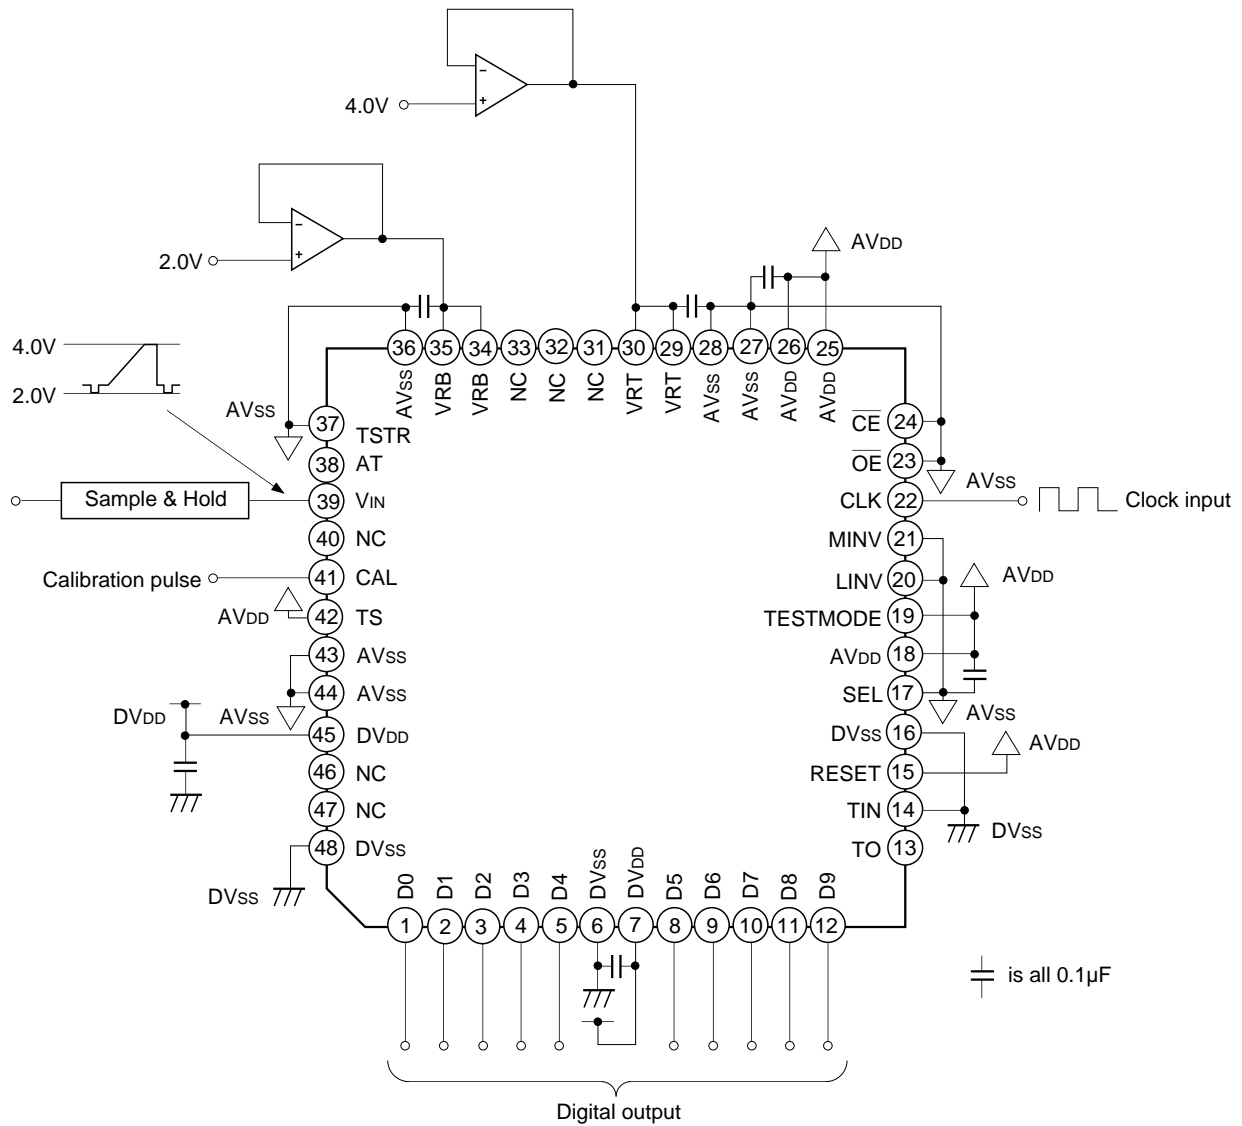 4.0V
−
+
2.0V
−
+
AVDD
4.0V
2.0V
36 35 34 33 32 31 30 29 28 27 26 25
AVSS VRB VRB NC NC NC VRT VRT AVSS AVSS AVDD AVDD
AVSS
37 TSTR
38 AT
Sample & Hold
39 VIN
40 NC
Calibration pulse
41 CAL
AVDD
42 TS
43 AVSS
44 AVSS
AVSS
DVDD
45 DVDD
46 NC
47 NC
48 DVSS
DVSS
CE 24
OE 23
AVSS
CLK 22
Clock input
MINV 21
LINV 20
AVDD
TESTMODE 19
AVDD 18
SEL 17
AVSS
DVSS 16
AVDD
RESET 15
TIN 14
DVSS
TO 13
D0 D1 D2 D3 D4 DVSS DVDD D5 D6 D7 D8 D9
1 2 3 4 5 6 7 8 9 10 11 12
is all 0.1µF
Digital output